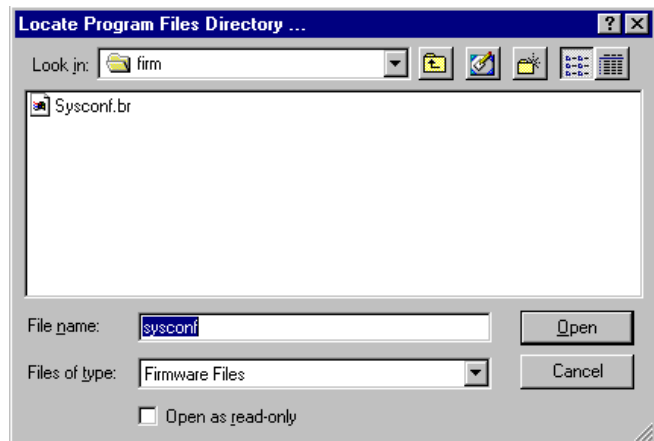 Locate Program Files Directory ...
Look in: firm
Sysconf.br
File name: sysconf
Open
Files of type: Firmware Files
Cancel
Open as read-only